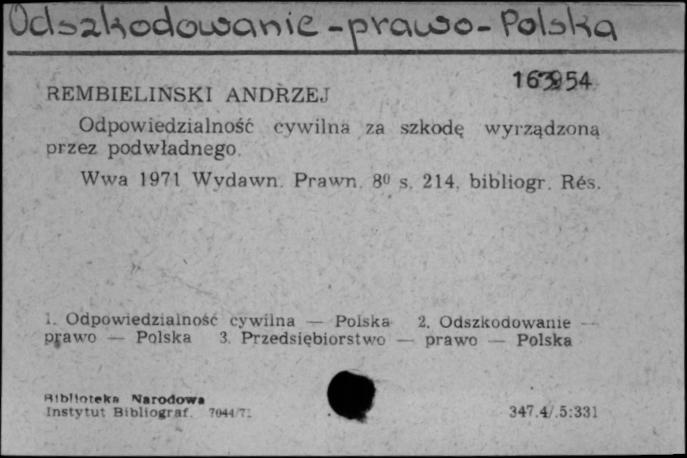 Odszkodowanie - prawo - Polska
REMBIELINSKI ANDRZEJ
Odpowiedzialność cywilna za szkodę wyrządzoną
przez podwładnego.
Wwa 1971 Wydawn. Prawn. 8⁰ s. 214, bibliogr. Rés.
1. Odpowiedzialność cywilna — Polska 2. Odszkodowanie —
prawo — Polska 3. Przedsiębiorstwo — prawo — Polska
Biblioteka Narodowa
Instytut Bibliograf. 7044/71
347.4/.5:331